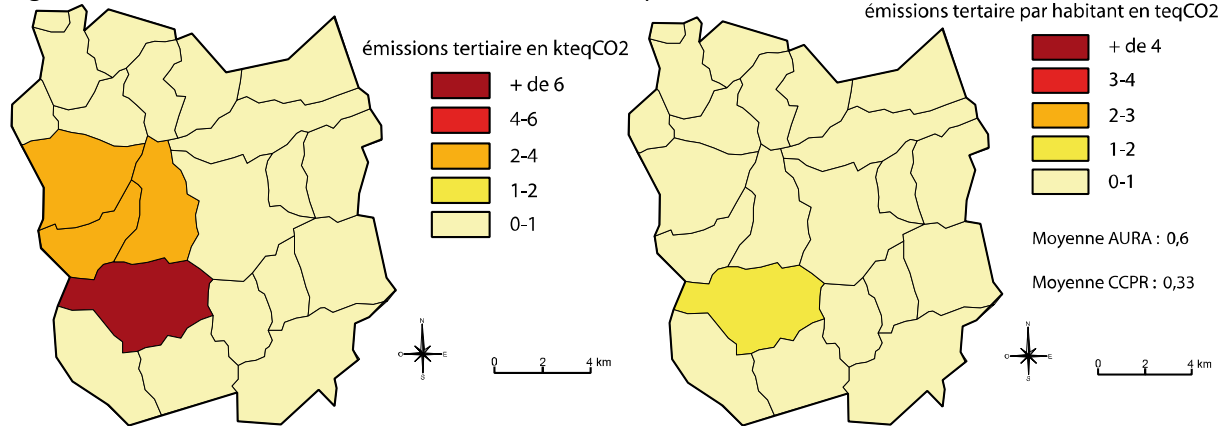 émissions tertiaire en kteqCO2
+ de 6
4-6
2-4
1-2
0-1
N
O
E
S
0 2 4 km
émissions tertaire par habitant en teqCO2
+ de 4
3-4
2-3
1-2
0-1
Moyenne AURA : 0,6
Moyenne CCPR : 0,33
N
O
E
S
0 2 4 km